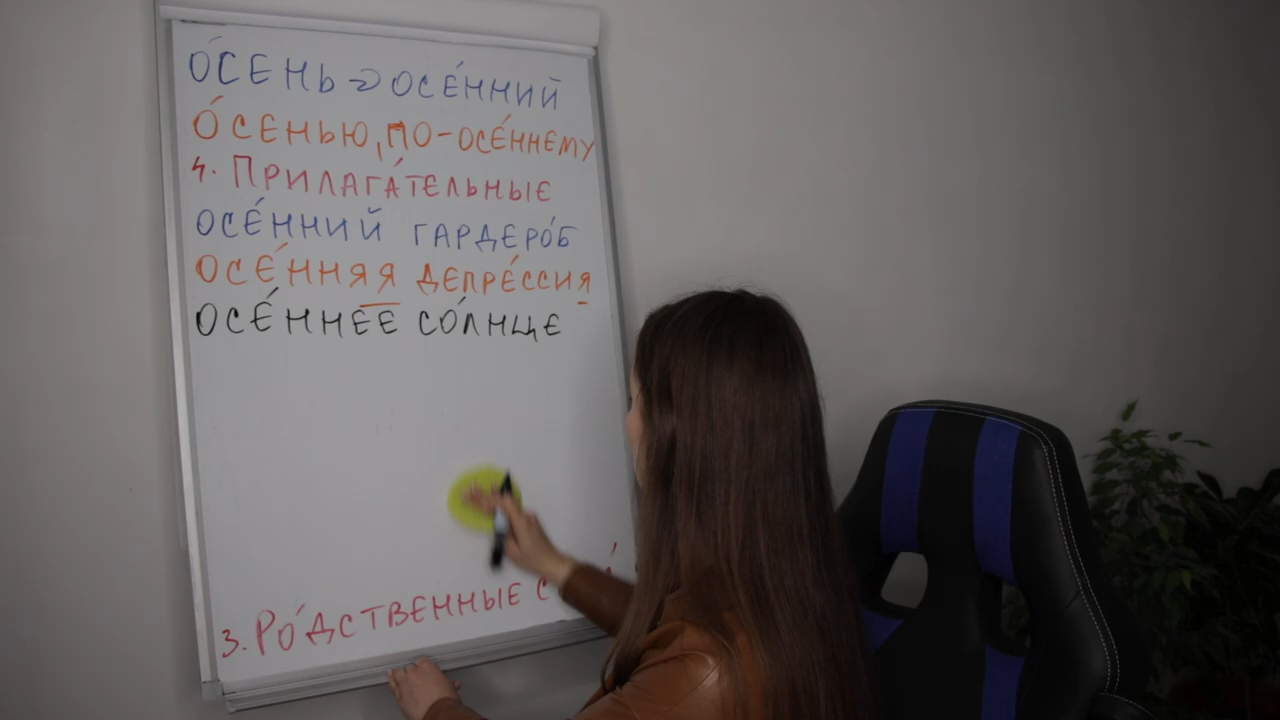 О́СЕНЬ → ОСЕ́ННИЙ
О́СЕНЬЮ, ПО-ОСЕ́ННЕМУ
4. ПРИЛАГА́ТЕЛЬНЫЕ
ОСЕ́ННИЙ ГАРДЕРО́Б
ОСЕ́ННЯЯ ДЕПРЕ́ССИЯ
ОСЕ́ННЕЕ СО́ЛНЦЕ
3. РО́ДСТВЕННЫЕ